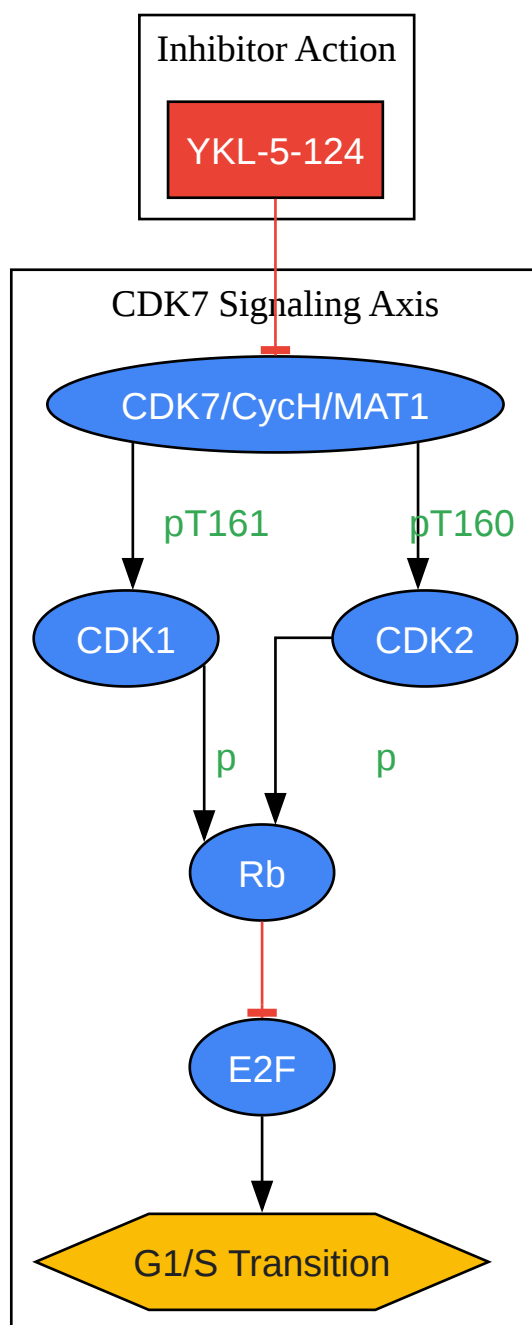 Inhibitor Action
YKL-5-124
CDK7 Signaling Axis
CDK7/CycH/MAT1
pT161
pT160
CDK1
CDK2
p
p
Rb
E2F
G1/S Transition